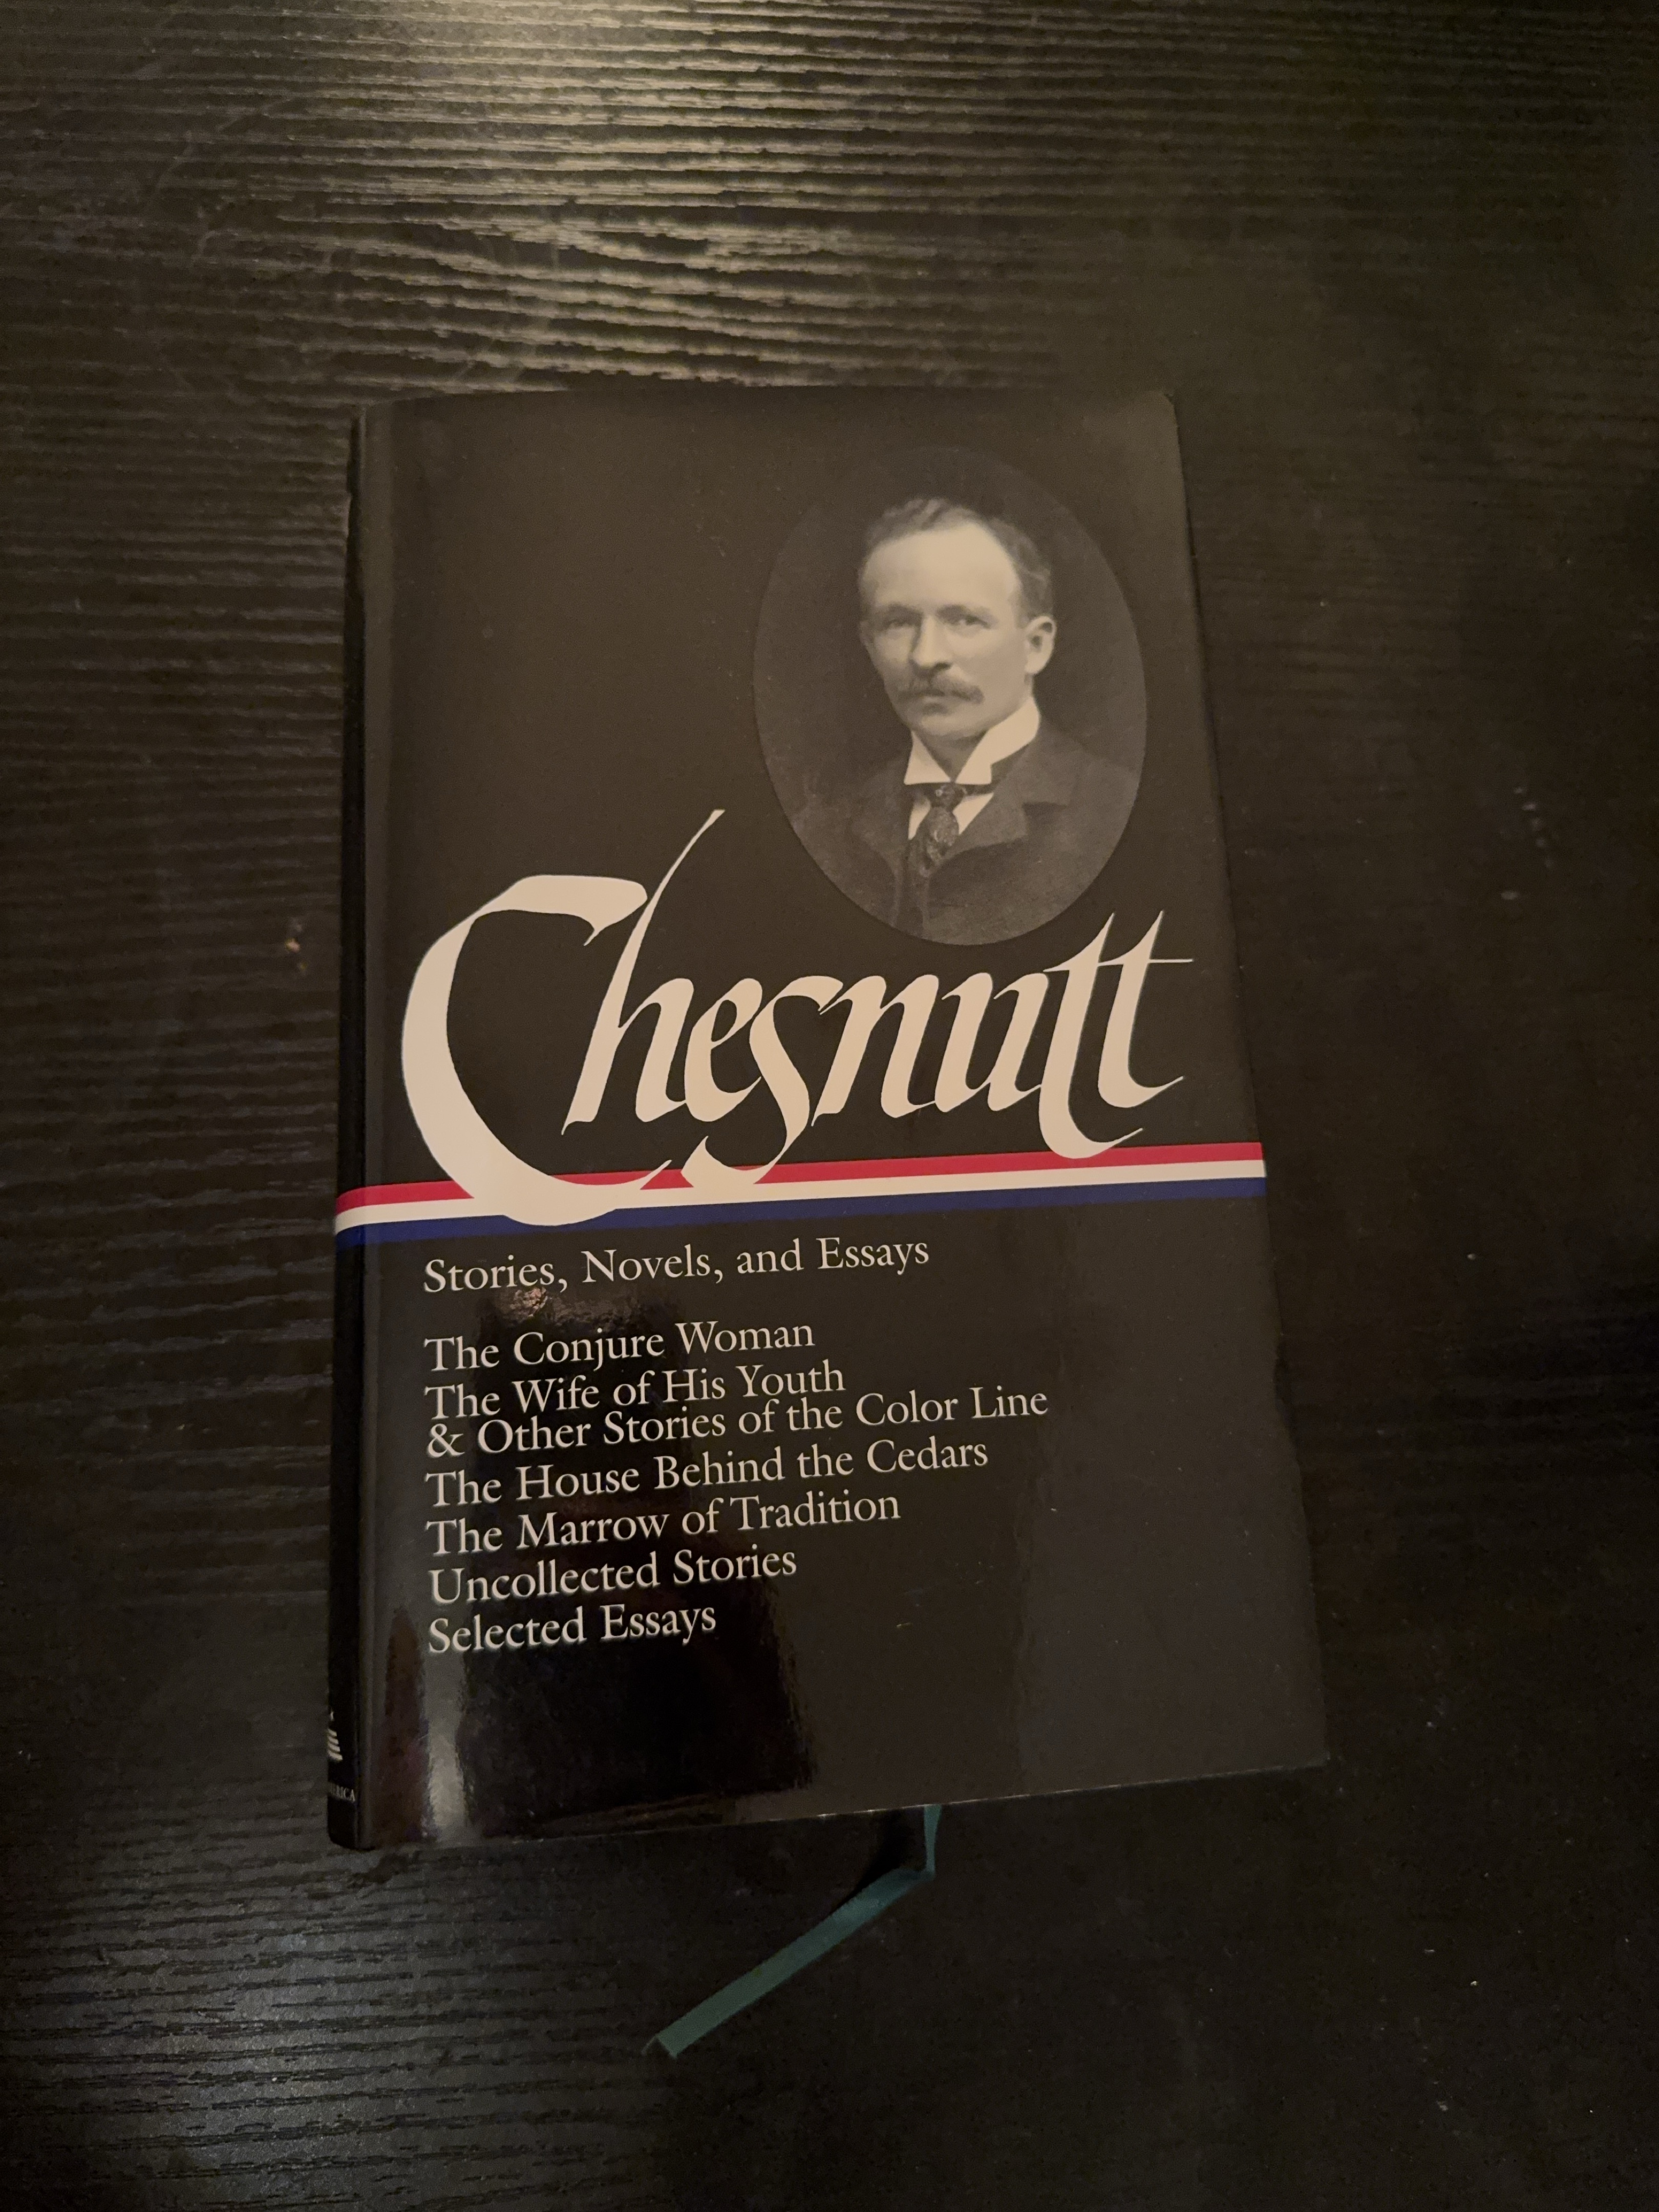 Chesnutt
Stories, Novels, and Essays
The Conjure Woman
The Wife of His Youth
& Other Stories of the Color Line
The House Behind the Cedars
The Marrow of Tradition
Uncollected Stories
Selected Essays